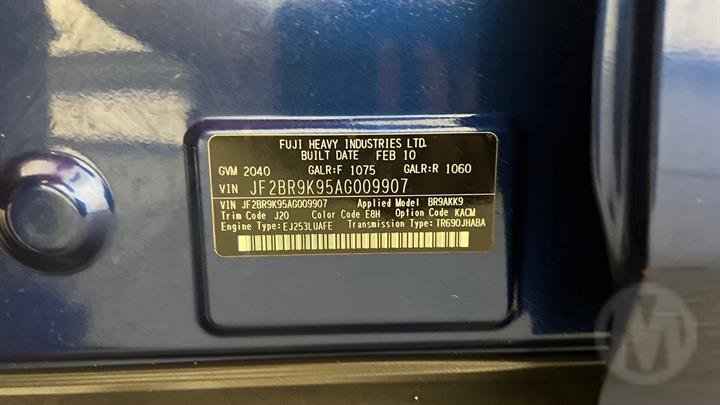 FUJI HEAVY INDUSTRIES LTD.
BUILT DATE FEB 10
GVM 2040 GALR:F 1075 GALR:R 1060
VIN JF2BR9K95AG009907
VIN JF2BR9K95AG009907 Applied Model BR9AKK9
Trim Code J20 Color Code E8H Option Code KACM
Engine Type:EJ253LUAFE Transmission Type:TR690JHABA
M